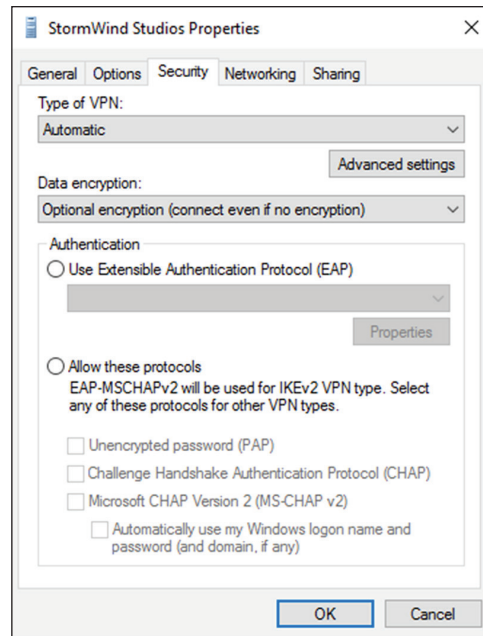 StormWind Studios Properties
General Options Security Networking Sharing
Type of VPN:
Automatic
Advanced settings
Data encryption:
Optional encryption (connect even if no encryption)
Authentication
Use Extensible Authentication Protocol (EAP)
Properties
Allow these protocols
EAP-MSCHAPv2 will be used for IKEv2 VPN type. Select
any of these protocols for other VPN types.
Unencrypted password (PAP)
Challenge Handshake Authentication Protocol (CHAP)
Microsoft CHAP Version 2 (MS-CHAP v2)
Automatically use my Windows logon name and
password (and domain, if any)
OK Cancel